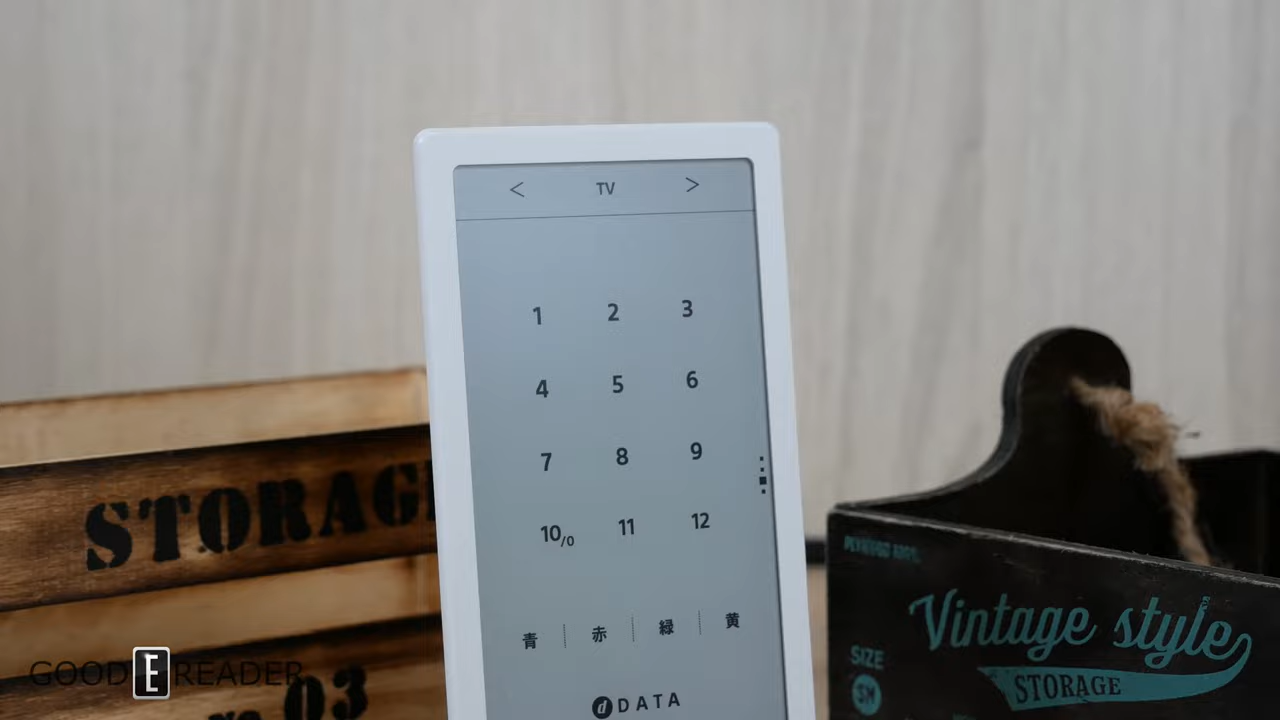 < TV >
1 2 3
4 5 6
7 8 9
10/0 11 12
青 赤 緑 黄
d DATA
STORAG
No. 03
GOOD E READER
Vintage style
STORAGE
SIZE
SM